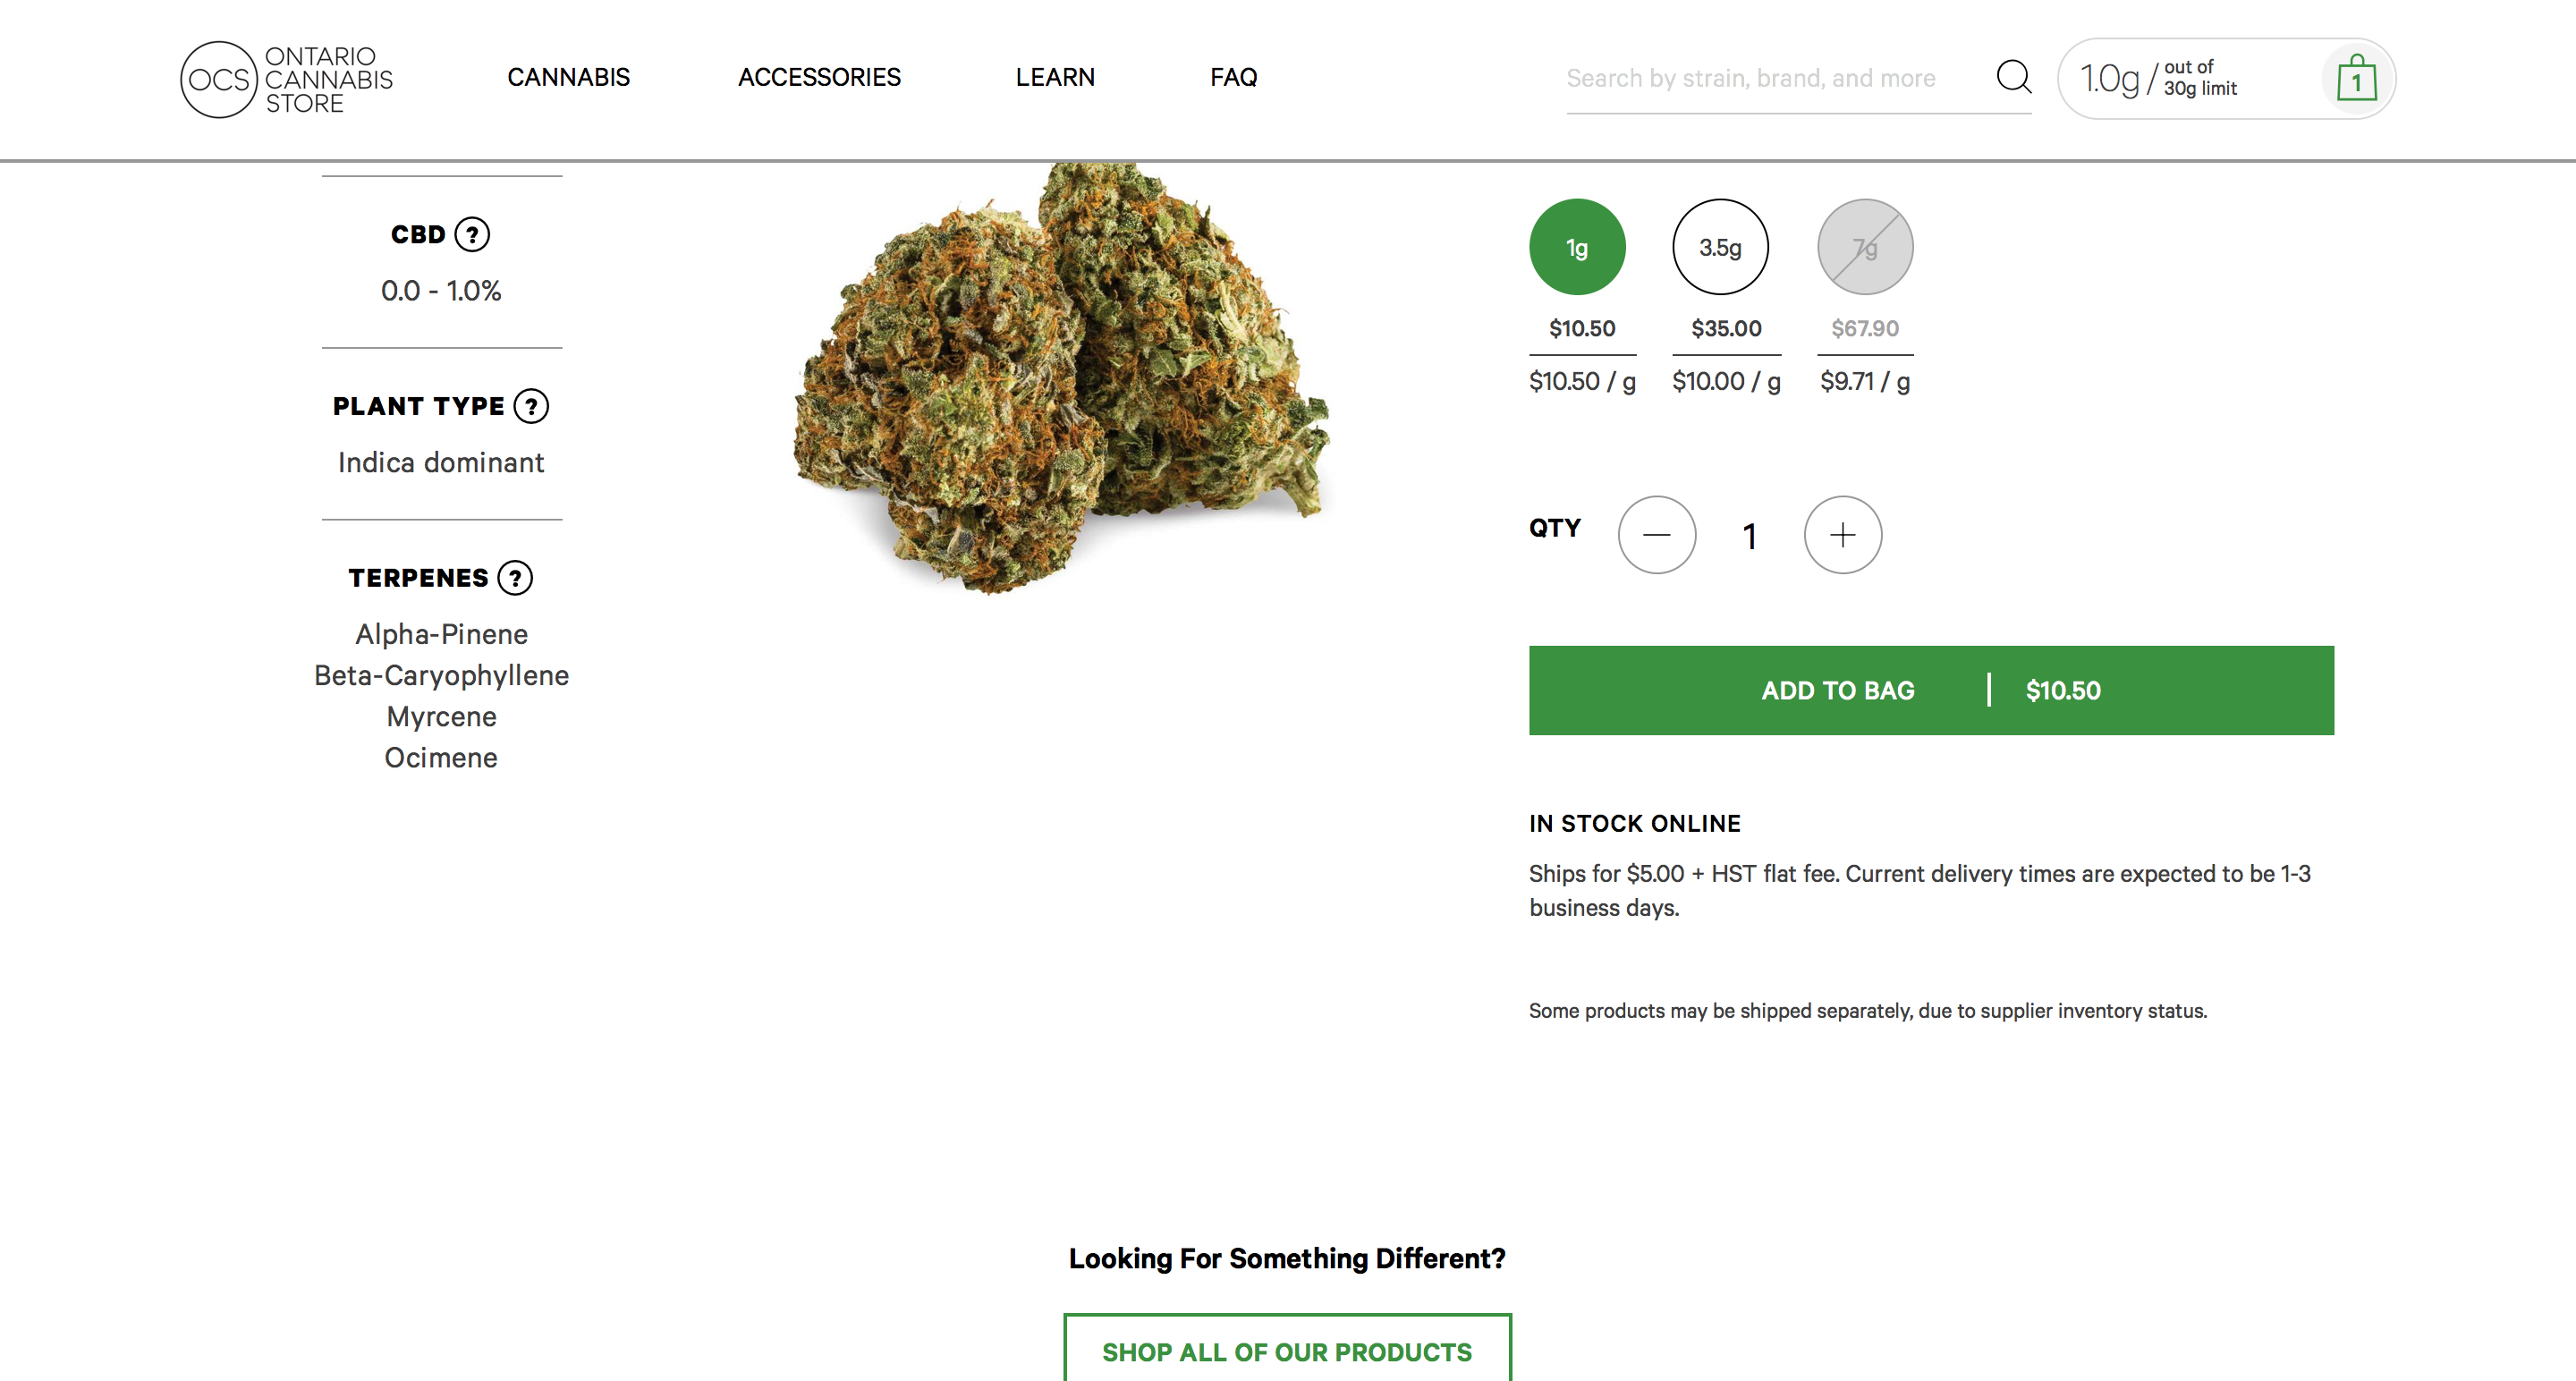 OCS
ONTARIO
CANNABIS
STORE
CANNABIS
ACCESSORIES
LEARN
FAQ
Search by strain, brand, and more
1.0g / out of
30g limit
1
CBD ?
0.0 - 1.0%
PLANT TYPE ?
Indica dominant
TERPENES ?
Alpha-Pinene
Beta-Caryophyllene
Myrcene
Ocimene
1g 3.5g 7g
$10.50 $35.00 $67.90
$10.50 / g $10.00 / g $9.71 / g
QTY — 1 +
ADD TO BAG | $10.50
IN STOCK ONLINE
Ships for $5.00 + HST flat fee. Current delivery times are expected to be 1-3
business days.
Some products may be shipped separately, due to supplier inventory status.
Looking For Something Different?
SHOP ALL OF OUR PRODUCTS